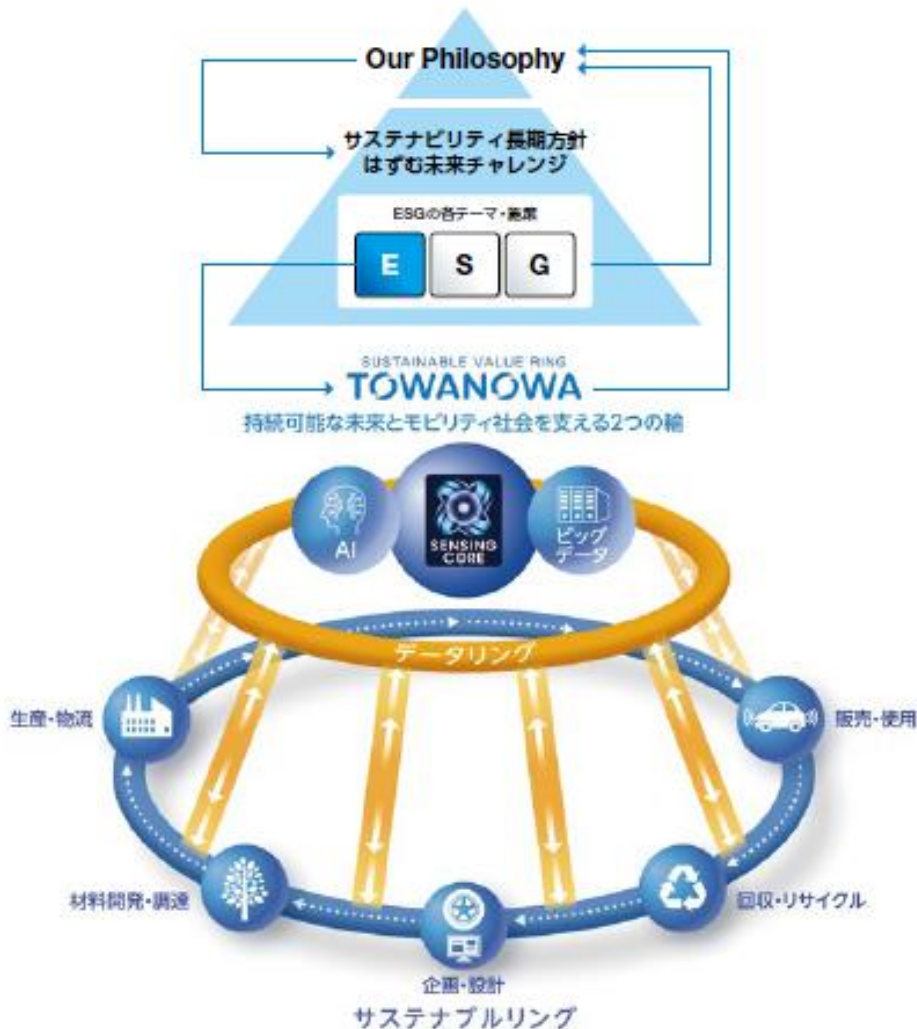 Our Philosophy
サステナビリティ長期方針
はずむ未来チャレンジ
ESGの各テーマ・施策
E S G
SUSTAINABLE VALUE RING
TOWANOWA
持続可能な未来とモビリティ社会を支える2つの輪
AI
SENSING
CORE
ビッグ
データ
データリング
生産・物流
販売・使用
材料開発・調達
回収・リサイクル
企画・設計
サステナブルリング